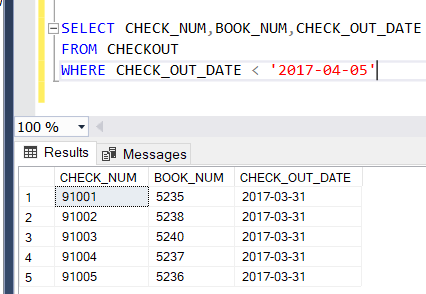 SELECT CHECK_NUM,BOOK_NUM,CHECK_OUT_DATE
FROM CHECKOUT
WHERE CHECK_OUT_DATE < '2017-04-05'
100 %
Results Messages
CHECK_NUM BOOK_NUM CHECK_OUT_DATE
1 91001 5235 2017-03-31
2 91002 5238 2017-03-31
3 91003 5240 2017-03-31
4 91004 5237 2017-03-31
5 91005 5236 2017-03-31